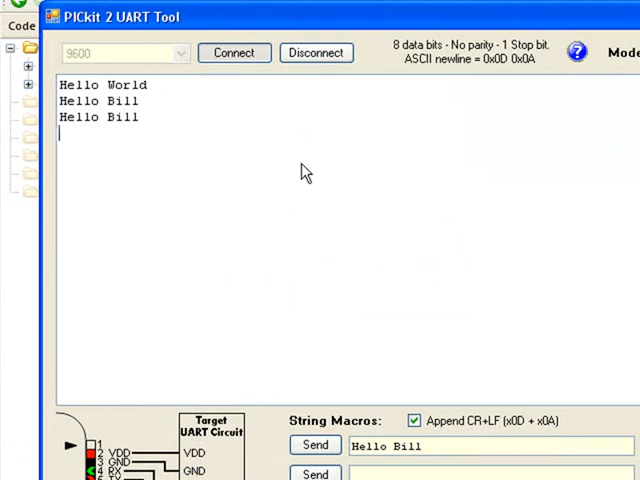 PICkit 2 UART Tool
Code
9600
Connect
Disconnect
8 data bits - No parity - 1 Stop bit.
ASCII newline = 0x0D 0x0A
Mode
Hello World
Hello Bill
Hello Bill
Target
UART Circuit
1
2 VDD
3 GND
4 RX
VDD
GND
String Macros:
Append CR+LF (x0D + x0A)
Send
Hello Bill
Send